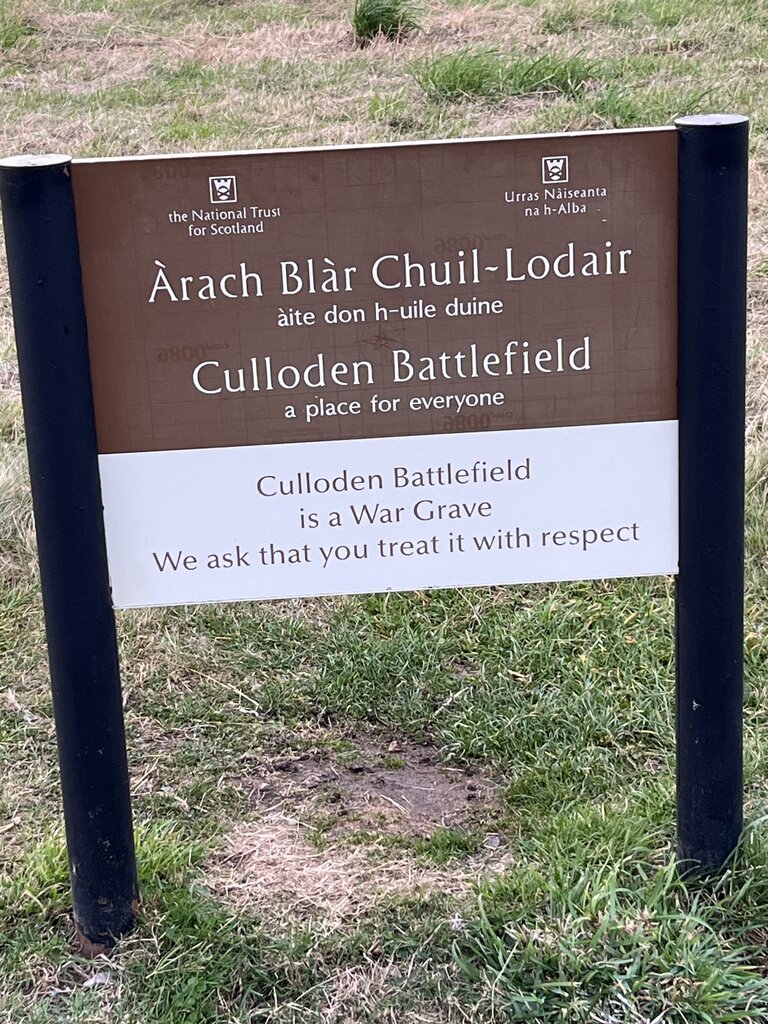 the National Trust
for Scotland
Urras Nàiseanta
na h-Alba
Àrach Blàr Chuil-Lodair
àite don h-uile duine
Culloden Battlefield
a place for everyone
Culloden Battlefield
is a War Grave
We ask that you treat it with respect